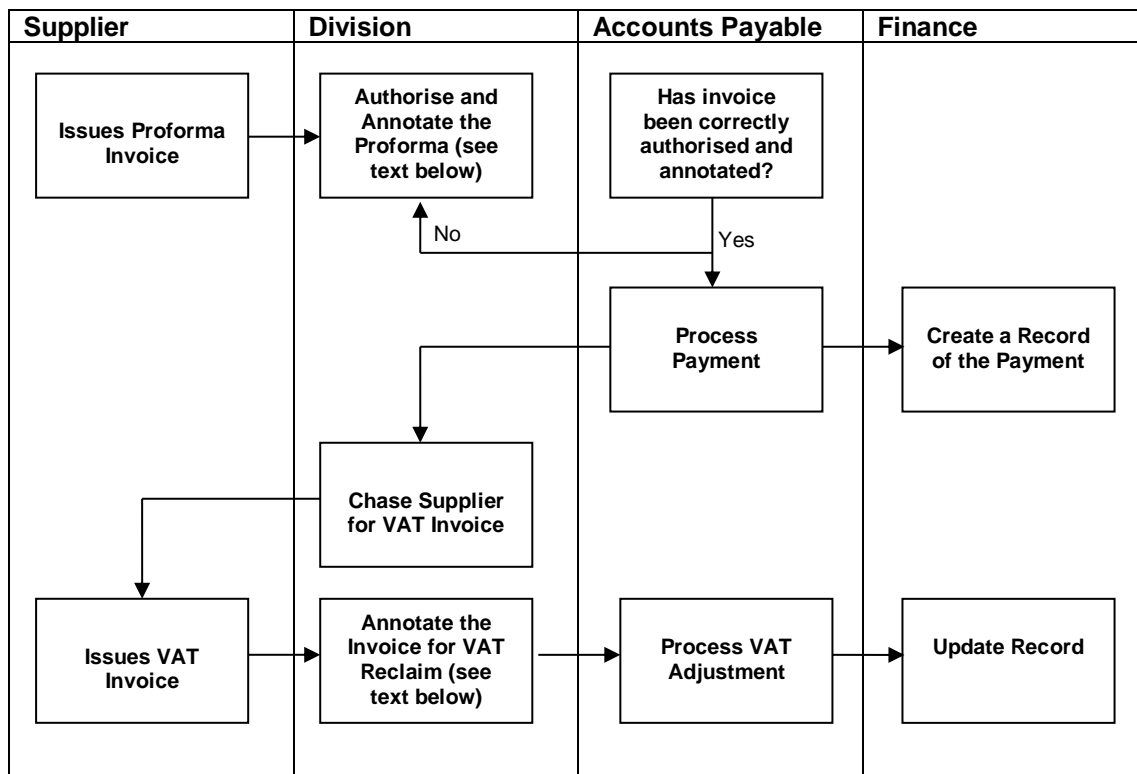 Supplier
Division
Accounts Payable
Finance
Issues Proforma
Invoice
Authorise and
Annotate the
Proforma (see
text below)
Has invoice
been correctly
authorised and
annotated?
No
Yes
Process
Payment
Create a Record
of the Payment
Chase Supplier
for VAT Invoice
Issues VAT
Invoice
Annotate the
Invoice for VAT
Reclaim (see
text below)
Process VAT
Adjustment
Update Record